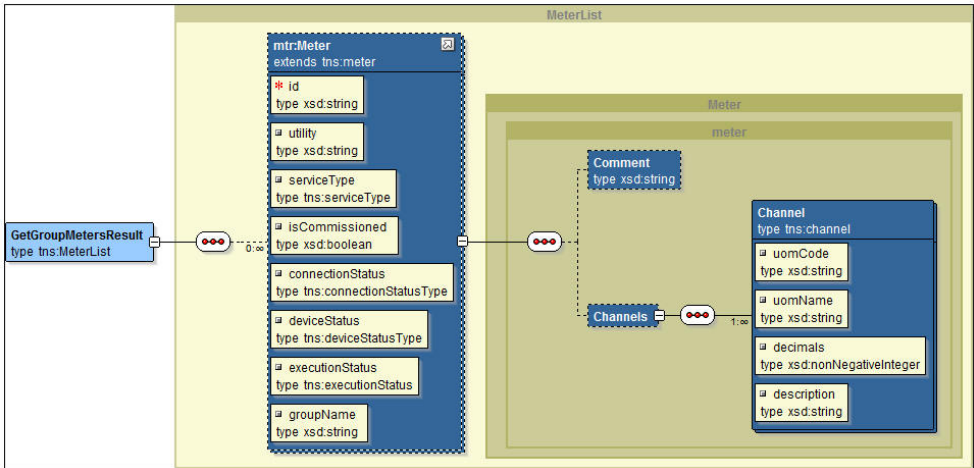 MeterList
mtr:Meter
extends tns:meter
* id
type xsd:string
utility
type xsd:string
serviceType
type tns:serviceType
isCommissioned
type xsd:boolean
connectionStatus
type tns:connectionStatusType
deviceStatus
type tns:deviceStatusType
executionStatus
type tns:executionStatus
groupName
type xsd:string
GetGroupMetersResult
type tns:MeterList
0:∞
Meter
meter
Comment
type xsd:string
Channels
1:∞
Channel
type tns:channel
uomCode
type xsd:string
uomName
type xsd:string
decimals
type xsd:nonNegativeInteger
description
type xsd:string